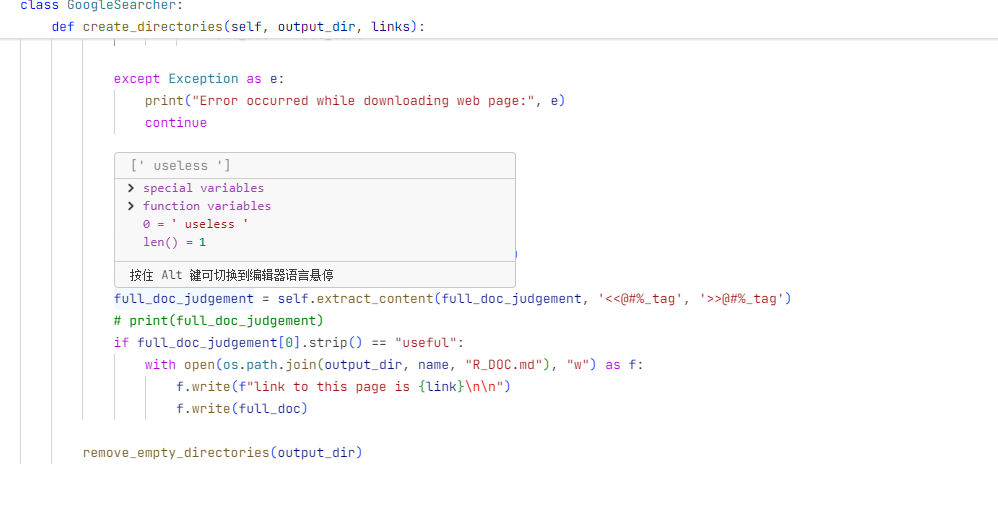 class GoogleSearcher:
def create_directories(self, output_dir, links):
except Exception as e:
print("Error occurred while downloading web page:", e)
continue
[' useless ']
special variables
function variables
0 = ' useless '
len() = 1
按住 Alt 键可切换到编辑器语言悬停
full_doc_judgement = self.extract_content(full_doc_judgement, '<<@#%_tag', '>>@#%_tag')
# print(full_doc_judgement)
if full_doc_judgement[0].strip() == "useful":
with open(os.path.join(output_dir, name, "R_DOC.md"), "w") as f:
f.write(f"link to this page is {link}\n\n")
f.write(full_doc)
remove_empty_directories(output_dir)